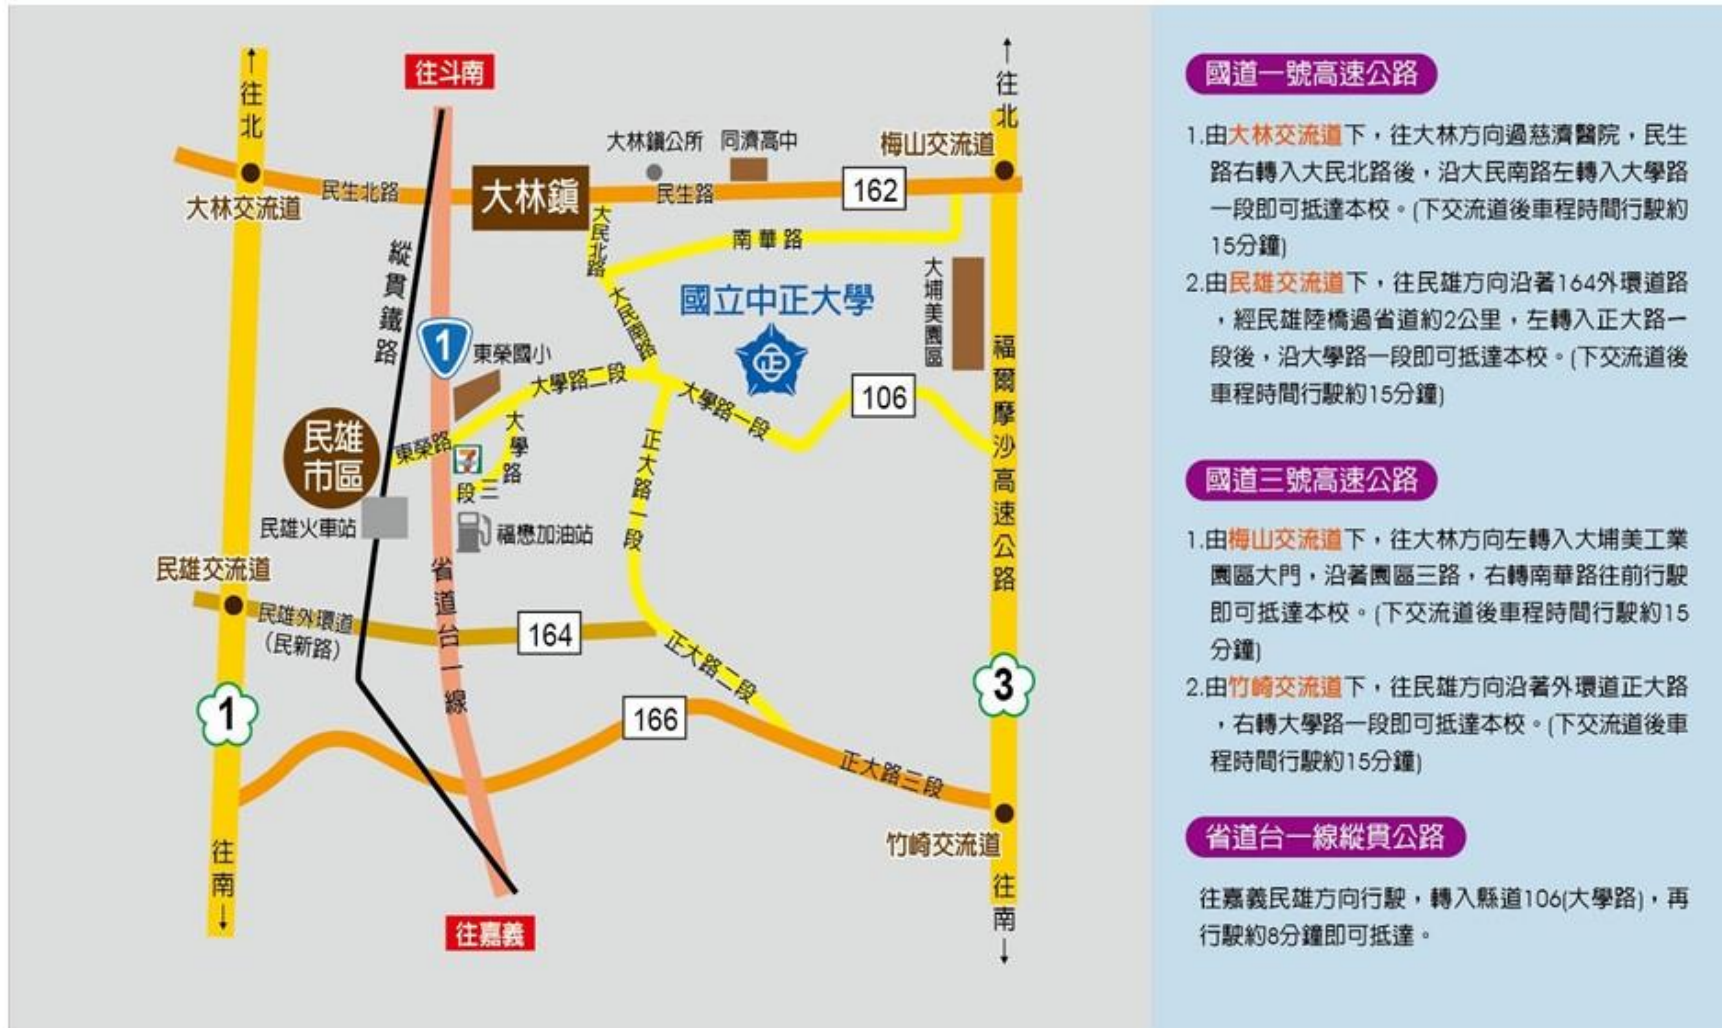 往斗南
↑往北
↑往北
大林鎮公所
同濟高中
梅山交流道
民生北路
大林鎮
民生路
162
大林交流道
大民北路
南華路
縱貫鐵路
大民南路
國立中正大學
正
大埔美園區
1
東榮國小
大學路二段
大學路一段
106
福爾摩沙高速公路
民雄市區
東榮路
7
大學路三段
正大路一段
民雄火車站
福懋加油站
民雄交流道
省道台一線
民雄外環道
(民新路)
164
正大路二段
1
3
166
正大路三段
竹崎交流道
往南↓
往南↓
往嘉義
國道一號高速公路
1.由大林交流道下，往大林方向過慈濟醫院，民生
路右轉入大民北路後，沿大民南路左轉入大學路
一段即可抵達本校。(下交流道後車程時間行駛約
15分鐘)
2.由民雄交流道下，往民雄方向沿著164外環道路
，經民雄陸橋過省道約2公里，左轉入正大路一
段後，沿大學路一段即可抵達本校。(下交流道後
車程時間行駛約15分鐘)
國道三號高速公路
1.由梅山交流道下，往大林方向左轉入大埔美工業
園區大門，沿著園區三路，右轉南華路往前行駛
即可抵達本校。(下交流道後車程時間行駛約15
分鐘)
2.由竹崎交流道下，往民雄方向沿著外環道正大路
，右轉大學路一段即可抵達本校。(下交流道後車
程時間行駛約15分鐘)
省道台一線縱貫公路
往嘉義民雄方向行駛，轉入縣道106(大學路)，再
行駛約8分鐘即可抵達。